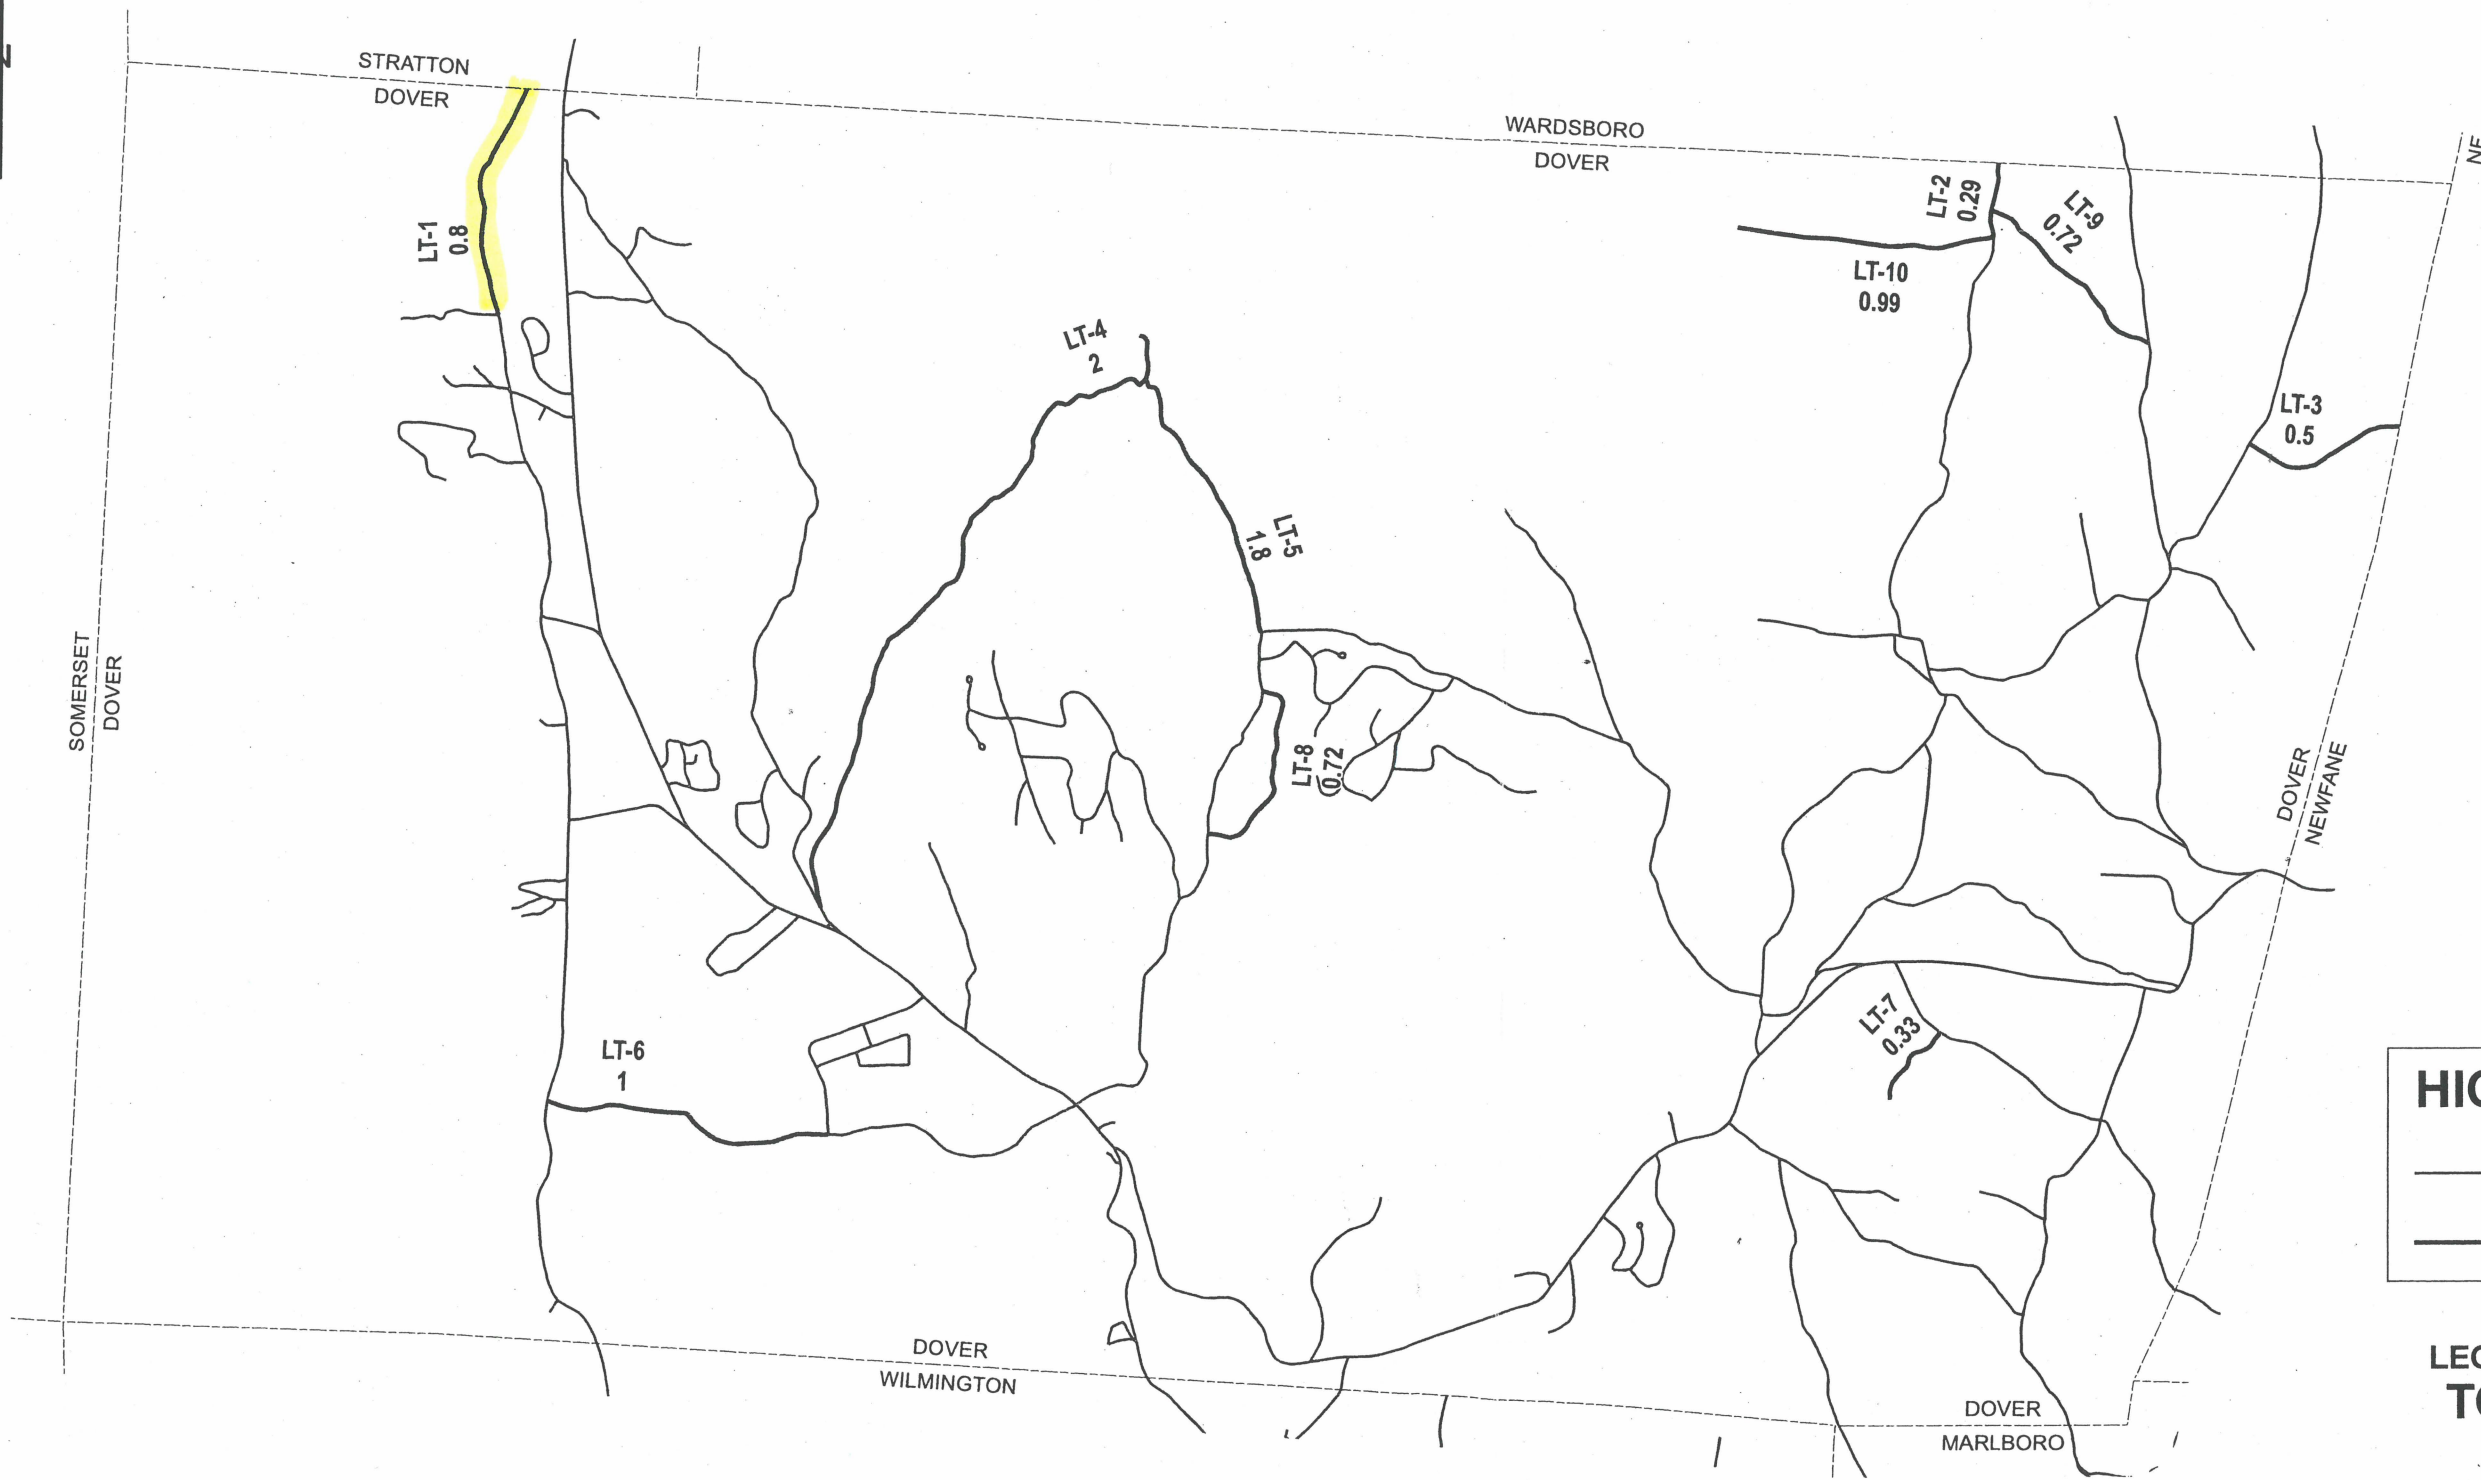 STRATTON
DOVER
WARDSBORO
DOVER
LT-1
0.8
LT-2
0.29
LT-9
0.72
LT-10
0.99
LT-4
2
LT-3
0.5
LT-5
1.8
SOMERSET
DOVER
LT-8
0.72
DOVER
NEWFANE
LT-7
0.33
LT-6
1
DOVER
WILMINGTON
DOVER
MARLBORO